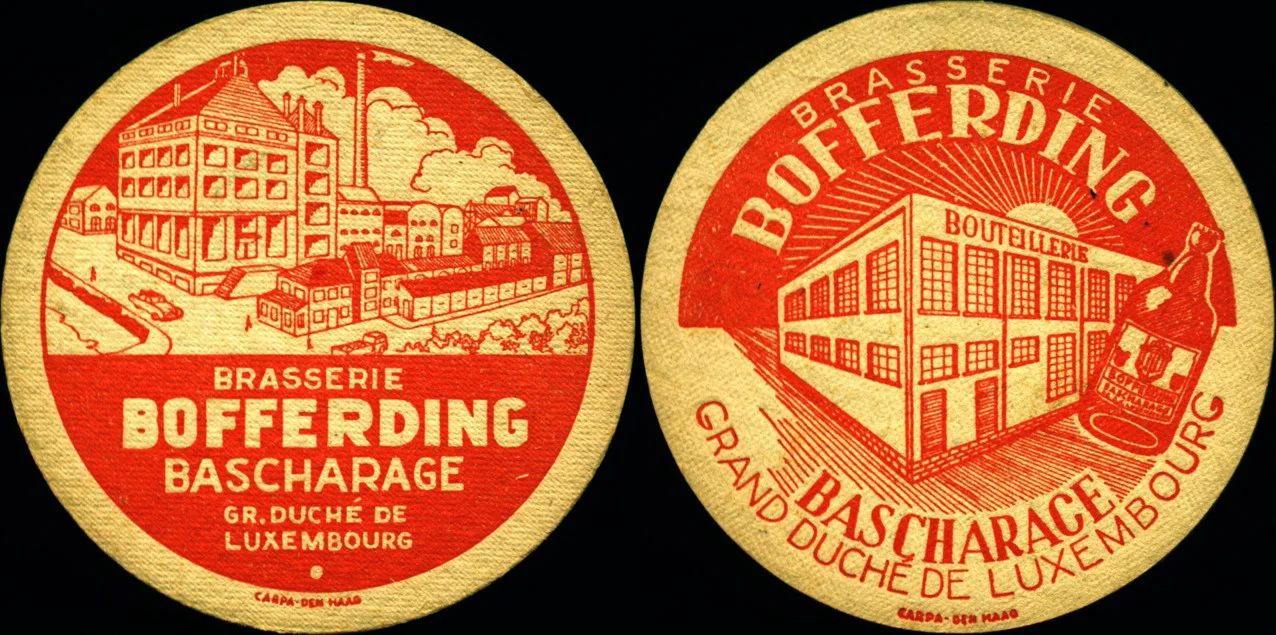 BRASSERIE
BOFFERDING
BASCHARAGE
GR. DUCHÉ DE
LUXEMBOURG
CARPA-DEN HAAG
BRASSERIE
BOFFERDING
BOUTEILLERIE
BOFFERDING
BASCHARAGE
BASCHARAGE
GRAND DUCHÉ DE LUXEMBOURG
CARPA-DEN HAAG